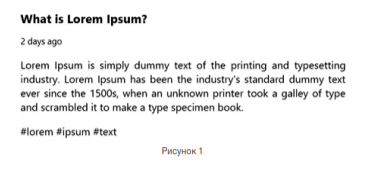 What is Lorem Ipsum?
2 days ago
Lorem Ipsum is simply dummy text of the printing and typesetting
industry. Lorem Ipsum has been the industry's standard dummy text
ever since the 1500s, when an unknown printer took a galley of type
and scrambled it to make a type specimen book.
#lorem #ipsum #text
Рисунок 1